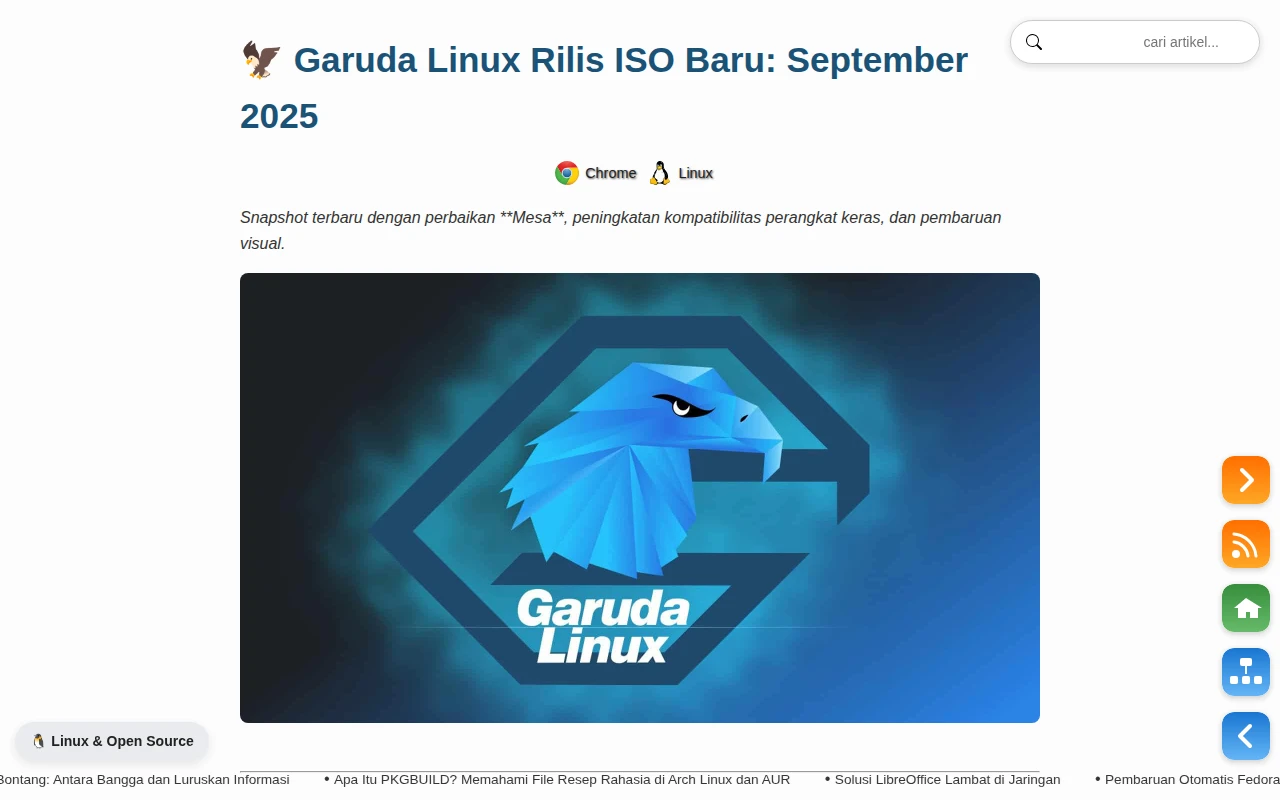 🦅 Garuda Linux Rilis ISO Baru: September
2025
cari artikel...
Chrome Linux
Snapshot terbaru dengan perbaikan **Mesa**, peningkatan kompatibilitas perangkat keras, dan pembaruan
visual.
Garuda
Linux
🐧 Linux & Open Source
Bontang: Antara Bangga dan Luruskan Informasi • Apa Itu PKGBUILD? Memahami File Resep Rahasia di Arch Linux dan AUR • Solusi LibreOffice Lambat di Jaringan • Pembaruan Otomatis Fedora